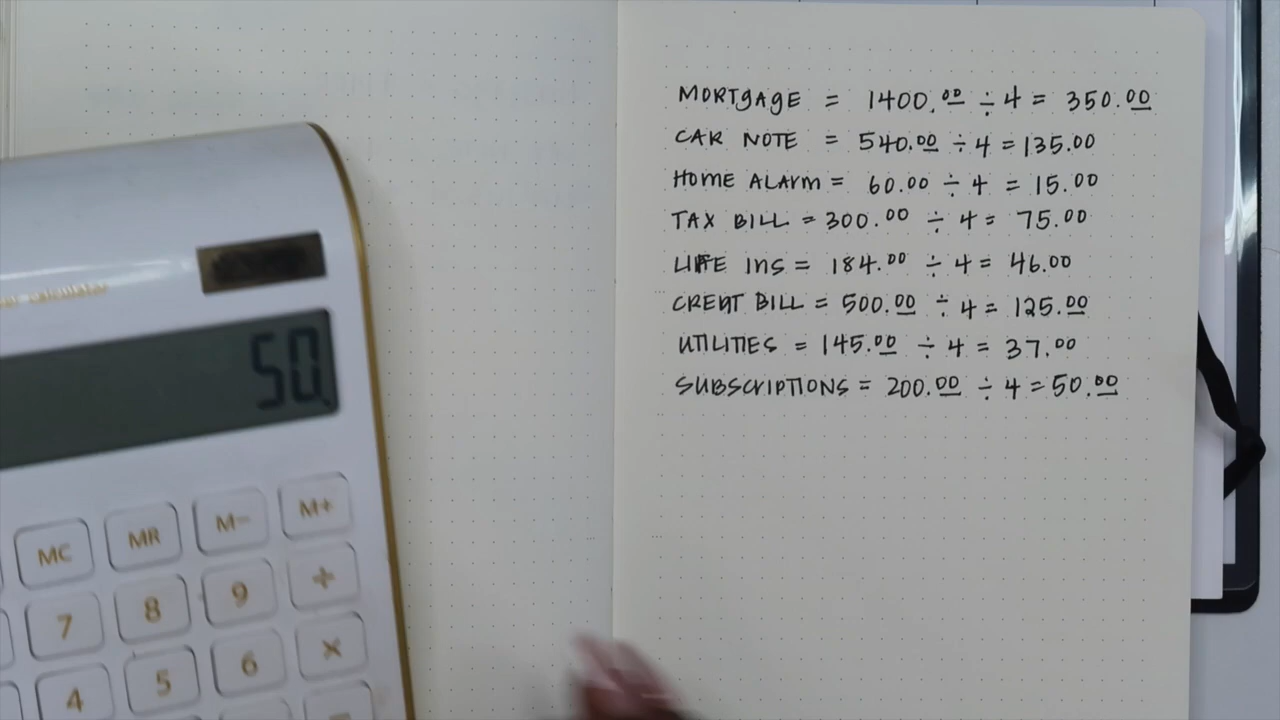 MORTGAGE = 1400.00 ÷ 4 = 350.00
CAR NOTE = 540.00 ÷ 4 = 135.00
HOME ALARM = 60.00 ÷ 4 = 15.00
TAX BILL = 300.00 ÷ 4 = 75.00
LIFE INS = 184.00 ÷ 4 = 46.00
CREDIT BILL = 500.00 ÷ 4 = 125.00
UTILITIES = 145.00 ÷ 4 = 37.00
SUBSCRIPTIONS = 200.00 ÷ 4 = 50.00
calculator
50
MC MR M− M+
7 8 9 ÷
4 5 6 ×